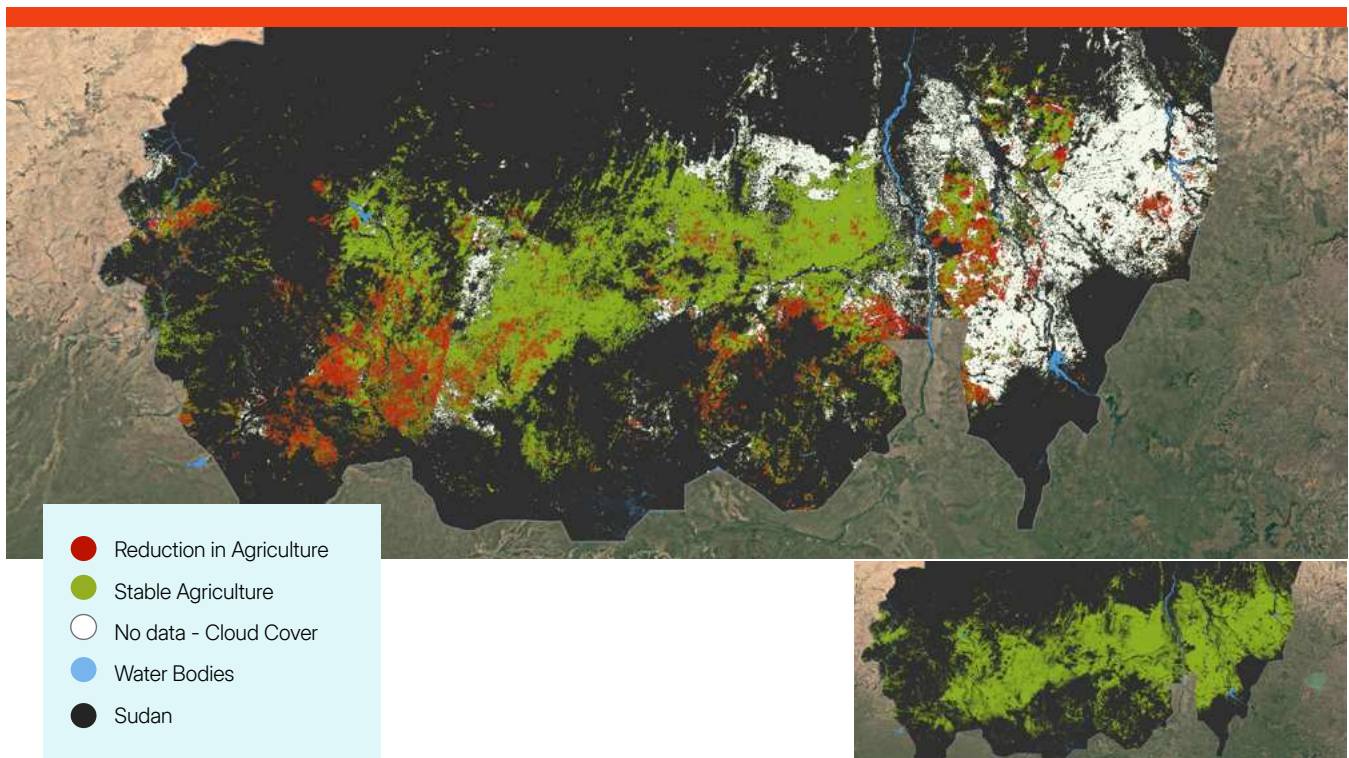 Reduction in Agriculture
Stable Agriculture
No data - Cloud Cover
Water Bodies
Sudan